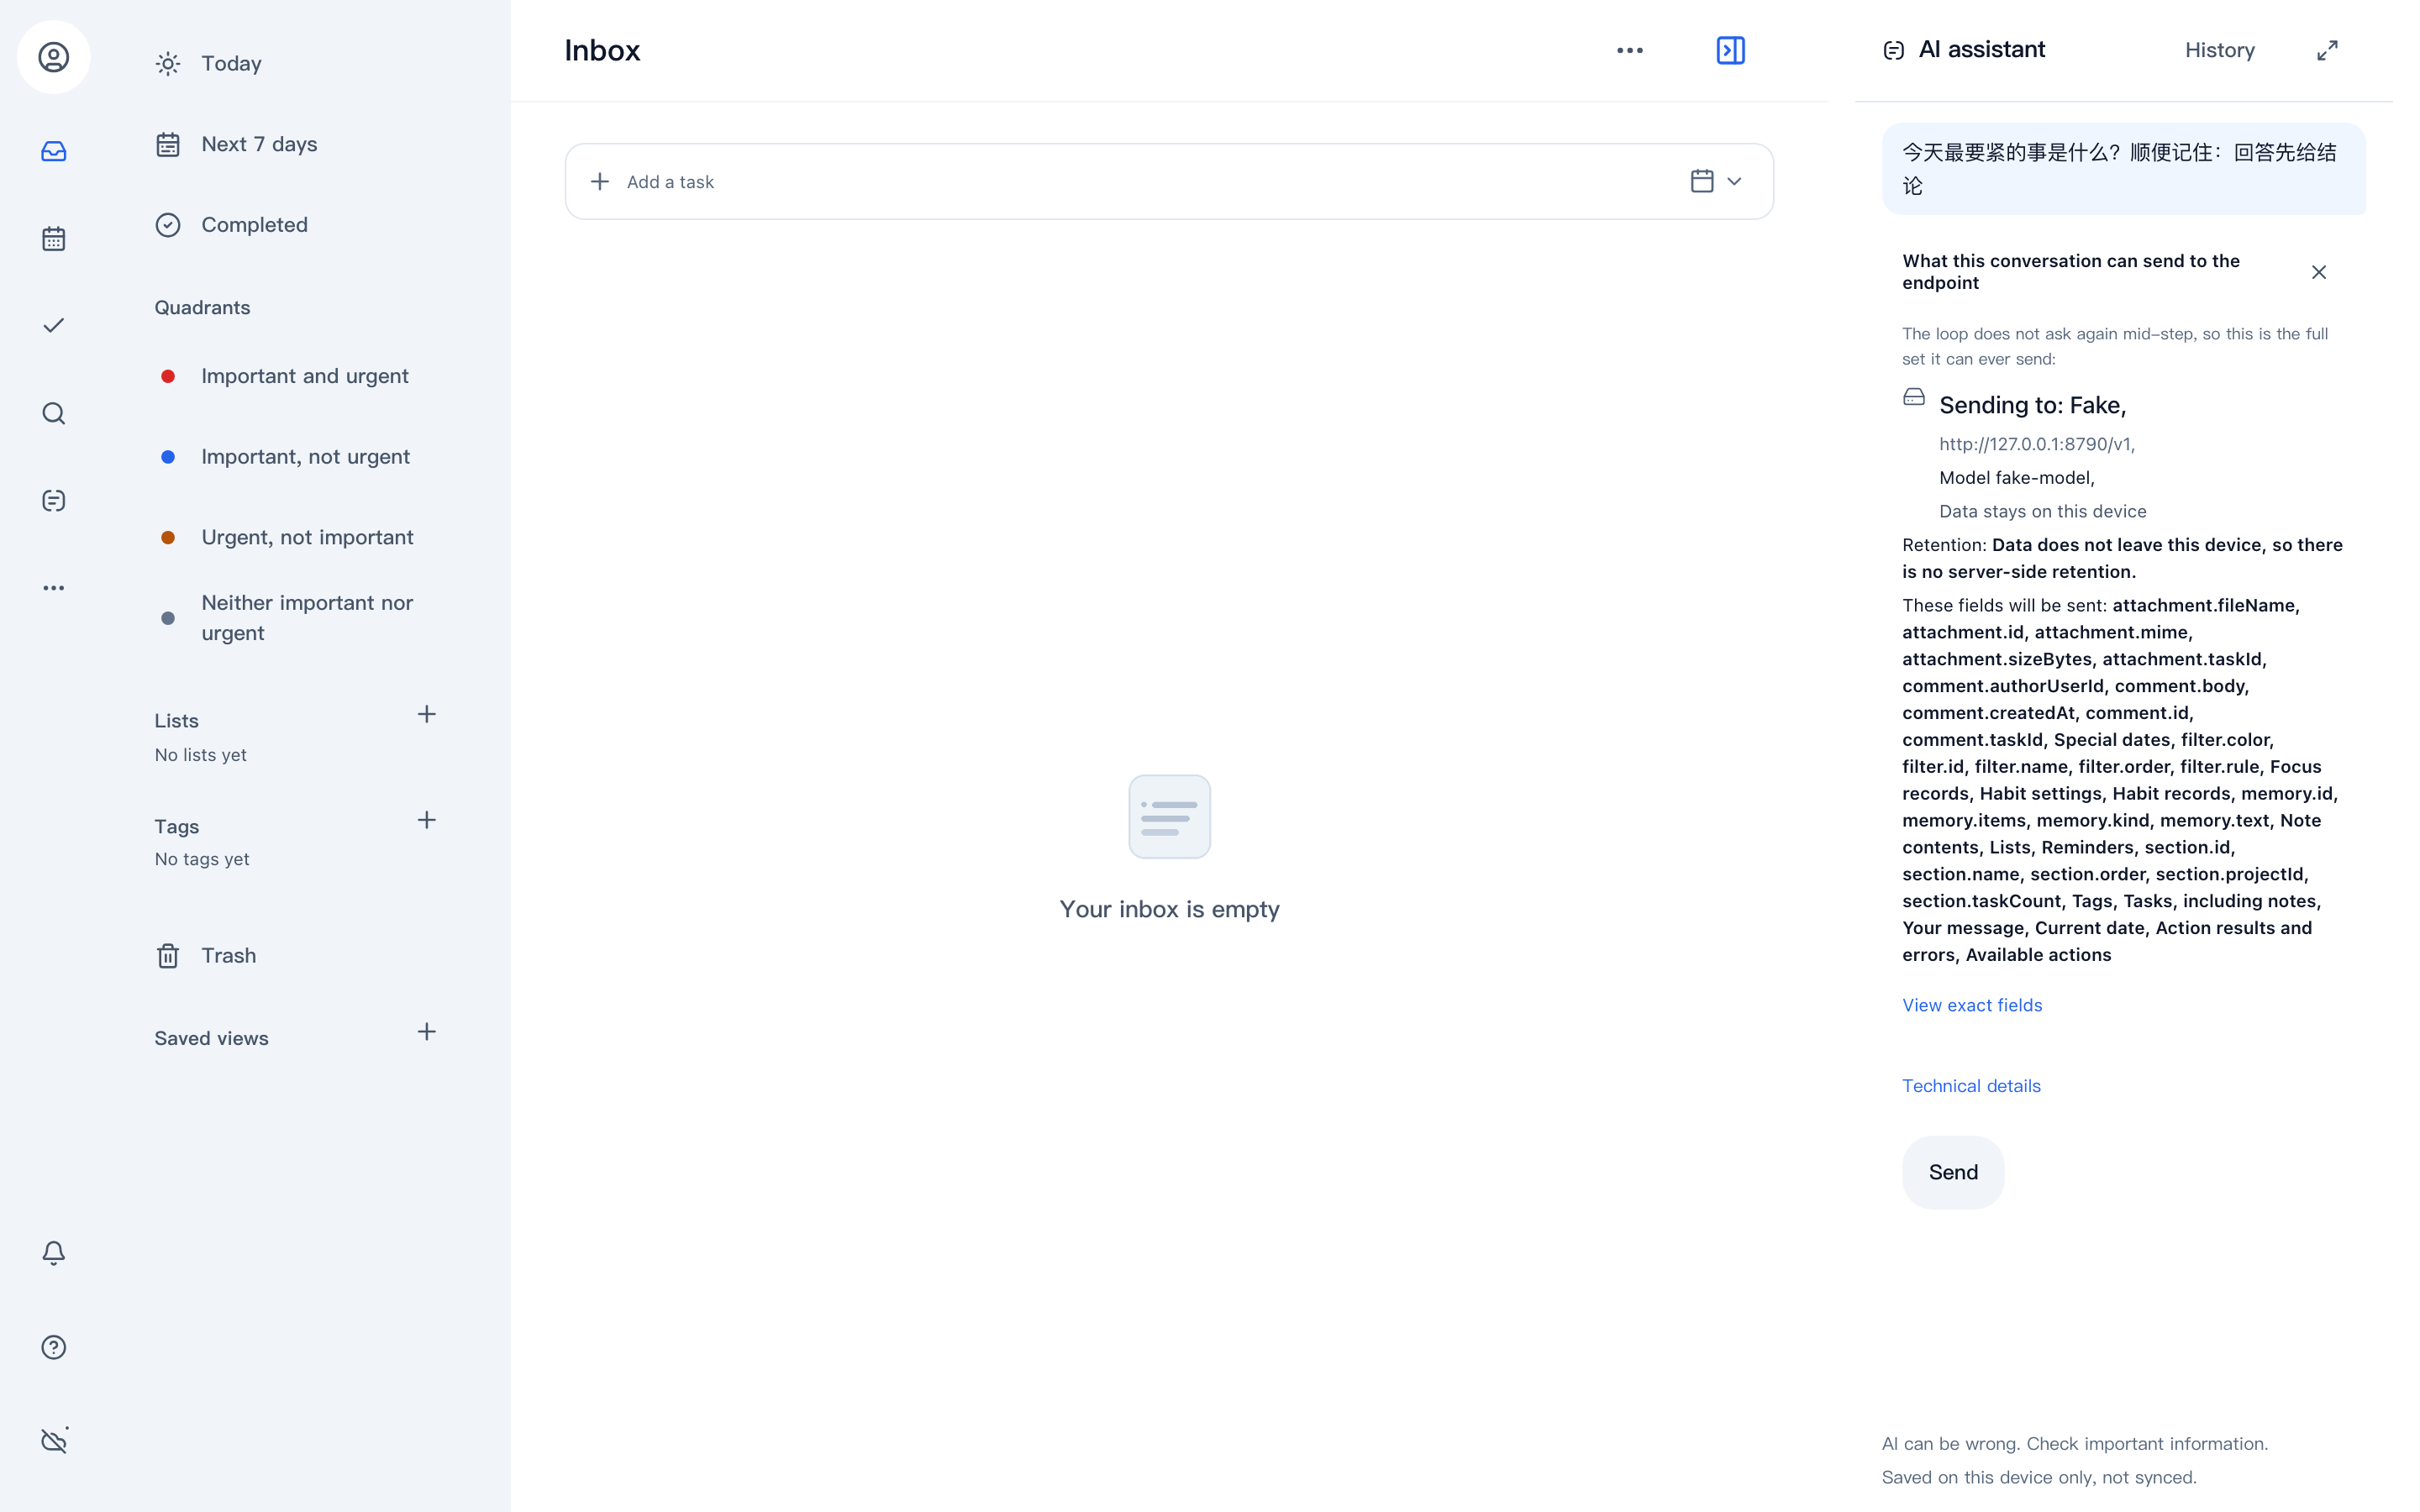 Today
Next 7 days
Completed
Quadrants
Important and urgent
Important, not urgent
Urgent, not important
Neither important nor
urgent
Lists
No lists yet
Tags
No tags yet
Trash
Saved views
Inbox
Add a task
Your inbox is empty
AI assistant
History
今天最要紧的事是什么？顺便记住：回答先给结
论
What this conversation can send to the
endpoint
The loop does not ask again mid-step, so this is the full
set it can ever send:
Sending to: Fake,
http://127.0.0.1:8790/v1,
Model fake-model,
Data stays on this device
Retention: Data does not leave this device, so there
is no server-side retention.
These fields will be sent: attachment.fileName,
attachment.id, attachment.mime,
attachment.sizeBytes, attachment.taskId,
comment.authorUserId, comment.body,
comment.createdAt, comment.id,
comment.taskId, Special dates, filter.color,
filter.id, filter.name, filter.order, filter.rule, Focus
records, Habit settings, Habit records, memory.id,
memory.items, memory.kind, memory.text, Note
contents, Lists, Reminders, section.id,
section.name, section.order, section.projectId,
section.taskCount, Tags, Tasks, including notes,
Your message, Current date, Action results and
errors, Available actions
View exact fields
Technical details
Send
AI can be wrong. Check important information.
Saved on this device only, not synced.